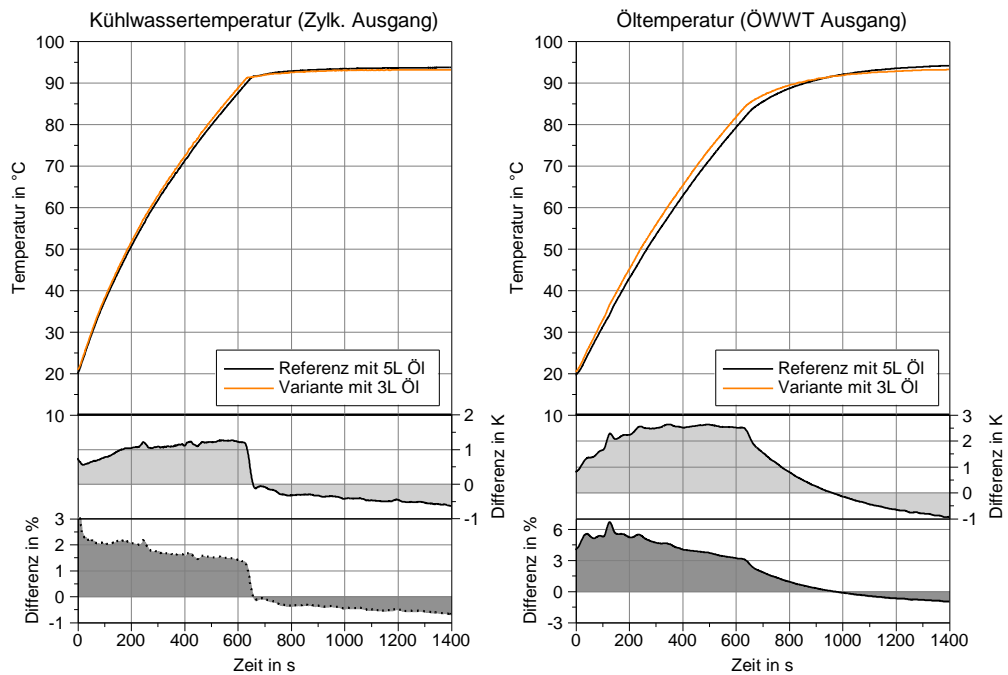 Kühlwassertemperatur (Zylk. Ausgang)
100
90
80
70
60
50
40
30
20
10
Temperatur in °C
Referenz mit 5L Öl
Variante mit 3L Öl
2
1
0
-1
Differenz in K
3
2
1
0
-1
Differenz in %
0 200 400 600 800 1000 1200 1400
Zeit in s
Öltemperatur (ÖWWT Ausgang)
100
90
80
70
60
50
40
30
20
10
Temperatur in °C
Referenz mit 5L Öl
Variante mit 3L Öl
3
2
1
0
-1
Differenz in K
6
3
0
-3
Differenz in %
0 200 400 600 800 1000 1200 1400
Zeit in s